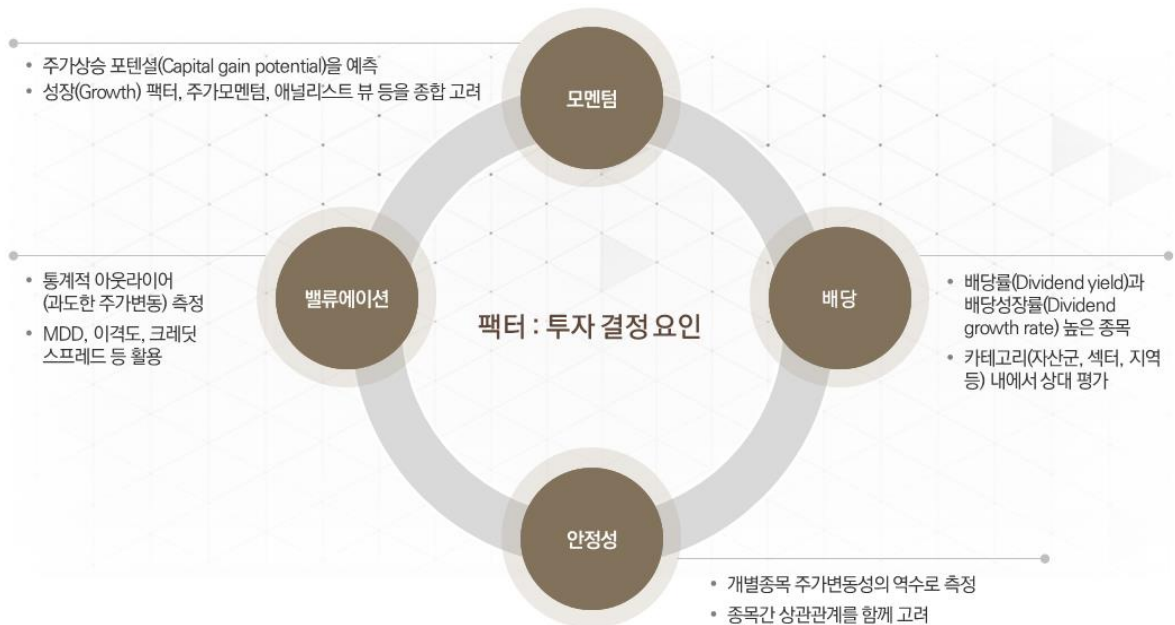 • 주가상승 포텐셜(Capital gain potential)을 예측
• 성장(Growth) 팩터, 주가모멘텀, 애널리스트 뷰 등을 종합 고려
모멘텀
• 통계적 아웃라이어
(과도한 주가변동) 측정
• MDD, 이격도, 크레딧
스프레드 등 활용
밸류에이션
팩터 : 투자 결정 요인
배당
• 배당률(Dividend yield)과
배당성장률(Dividend
growth rate) 높은 종목
• 카테고리(자산군, 섹터, 지역
등) 내에서 상대 평가
안정성
• 개별종목 주가변동성의 역수로 측정
• 종목간 상관관계를 함께 고려